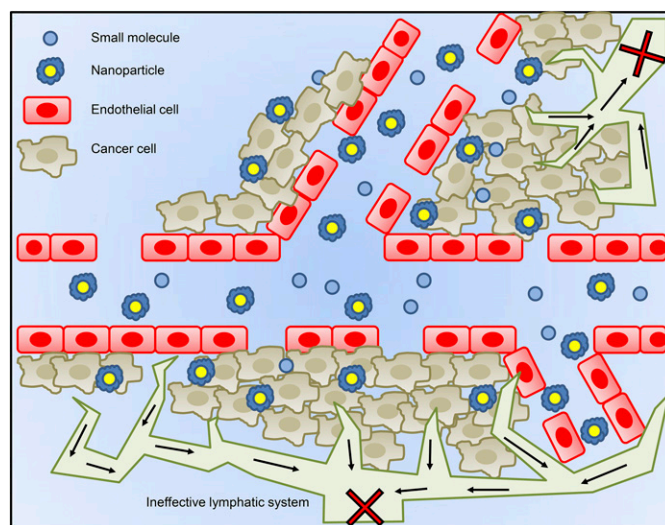 Small molecule
Nanoparticle
Endothelial cell
Cancer cell
Ineffective lymphatic system